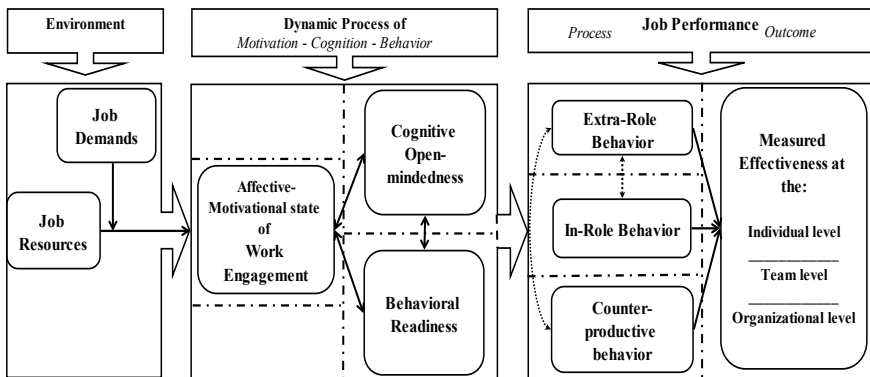 Environment
Dynamic Process of
Motivation - Cognition - Behavior
Job Performance
Process
Outcome
Job
Demands
Job
Resources
Affective-
Motivational state
of
Work
Engagement
Cognitive
Open-
mindedness
Behavioral
Readiness
Extra-Role
Behavior
In-Role Behavior
Counter-
productive
behavior
Measured
Effectiveness at
the:
Individual level
____________
Team level
____________
Organizational level